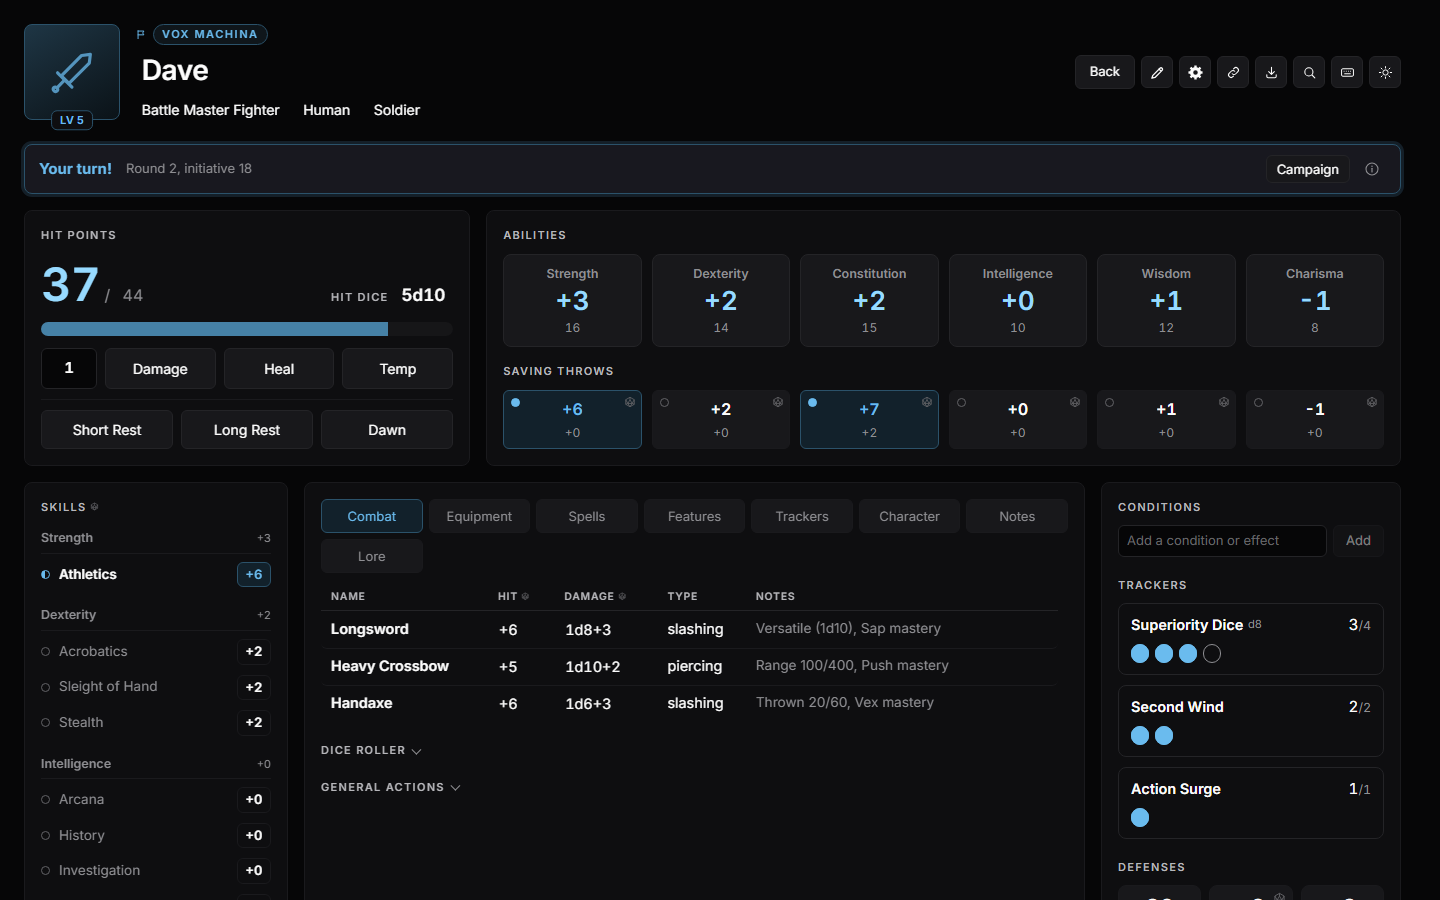 VOX MACHINA
Dave
Battle Master Fighter Human Soldier
LV 5
Back
Your turn! Round 2, initiative 18
Campaign
HIT POINTS
37 / 44
HIT DICE 5d10
1 Damage Heal Temp
Short Rest Long Rest Dawn
ABILITIES
Strength Dexterity Constitution Intelligence Wisdom Charisma
+3 +2 +2 +0 +1 -1
16 14 15 10 12 8
SAVING THROWS
+6 +2 +7 +0 +1 -1
+0 +0 +2 +0 +0 +0
SKILLS
Strength +3
Athletics +6
Dexterity +2
Acrobatics +2
Sleight of Hand +2
Stealth +2
Intelligence +0
Arcana +0
History +0
Investigation +0
Combat Equipment Spells Features Trackers Character Notes
Lore
NAME HIT DAMAGE TYPE NOTES
Longsword +6 1d8+3 slashing Versatile (1d10), Sap mastery
Heavy Crossbow +5 1d10+2 piercing Range 100/400, Push mastery
Handaxe +6 1d6+3 slashing Thrown 20/60, Vex mastery
DICE ROLLER
GENERAL ACTIONS
CONDITIONS
Add a condition or effect Add
TRACKERS
Superiority Dice d8 3/4
Second Wind 2/2
Action Surge 1/1
DEFENSES